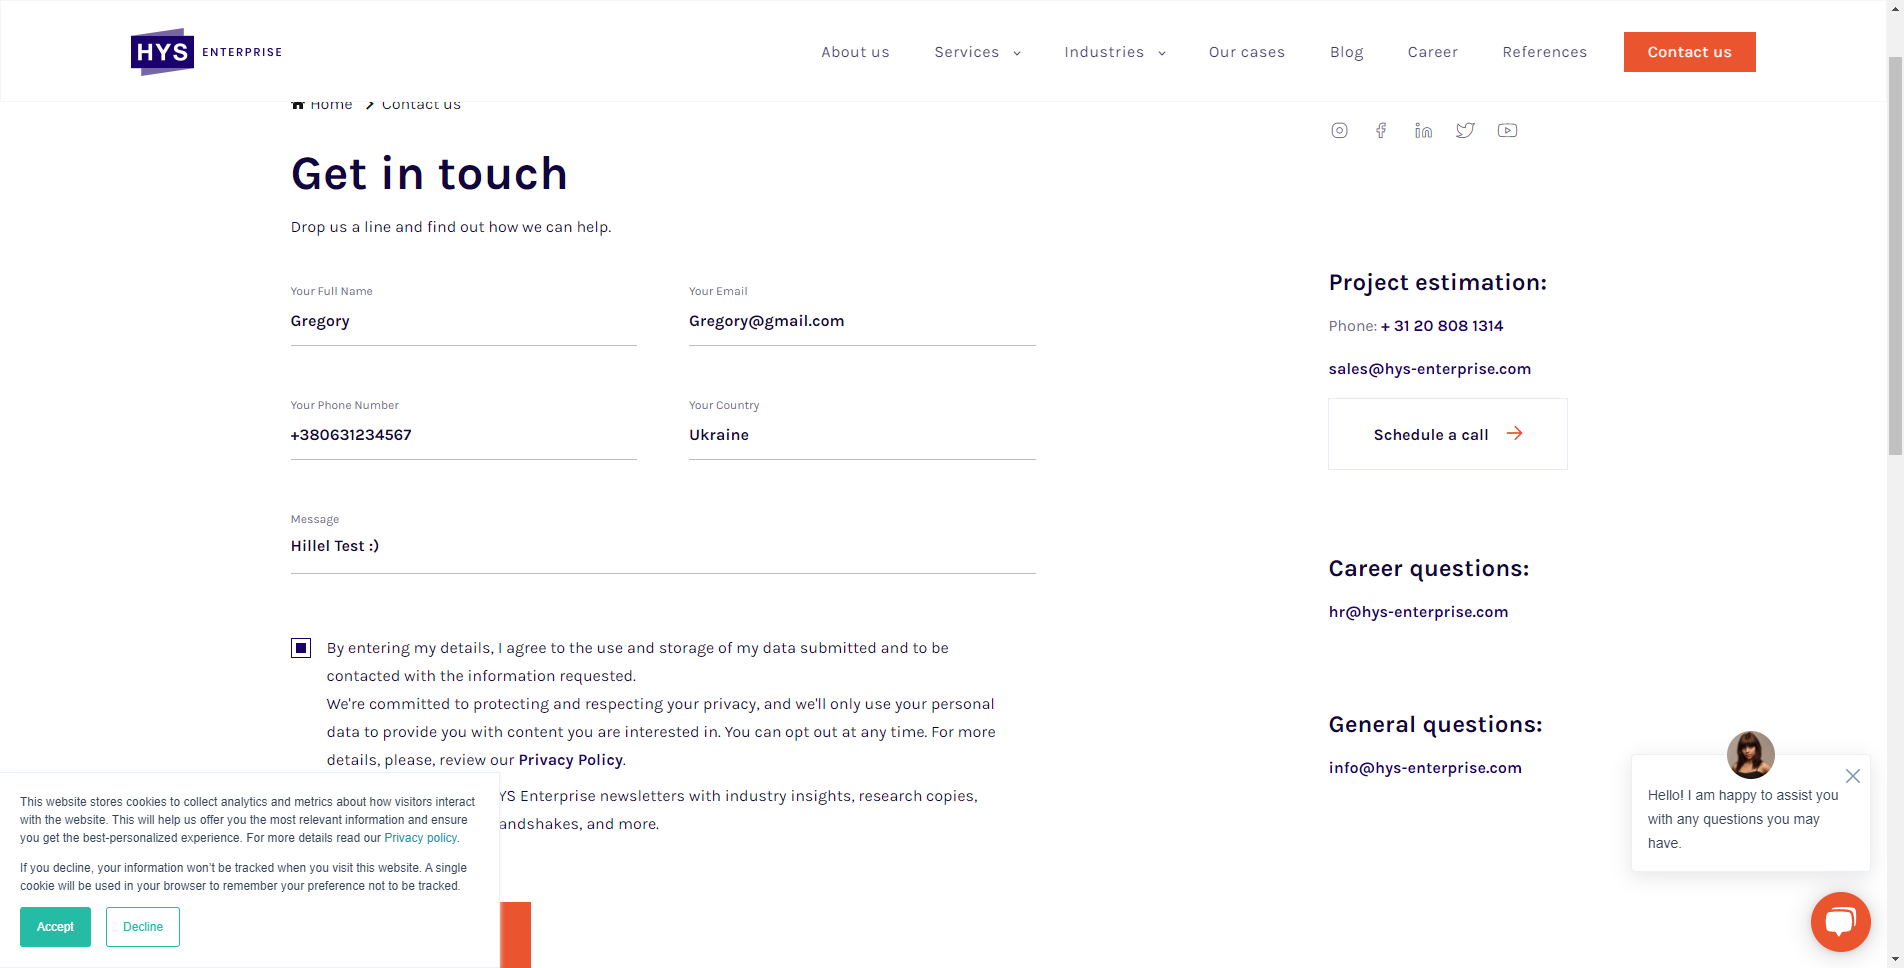 HYS ENTERPRISE
About us Services Industries Our cases Blog Career References Contact us
Home Contact us
Get in touch
Drop us a line and find out how we can help.
Your Full Name Your Email
Gregory Gregory@gmail.com
Your Phone Number Your Country
+380631234567 Ukraine
Message
Hillel Test :)
By entering my details, I agree to the use and storage of my data submitted and to be
contacted with the information requested.
We're committed to protecting and respecting your privacy, and we'll only use your personal
data to provide you with content you are interested in. You can opt out at any time. For more
details, please, review our Privacy Policy.
YS Enterprise newsletters with industry insights, research copies,
andshakes, and more.
Project estimation:
Phone: + 31 20 808 1314
sales@hys-enterprise.com
Schedule a call
Career questions:
hr@hys-enterprise.com
General questions:
info@hys-enterprise.com
This website stores cookies to collect analytics and metrics about how visitors interact
with the website. This will help us offer you the most relevant information and ensure
you get the best-personalized experience. For more details read our Privacy policy.
If you decline, your information won't be tracked when you visit this website. A single
cookie will be used in your browser to remember your preference not to be tracked.
Accept Decline
Hello! I am happy to assist you
with any questions you may
have.